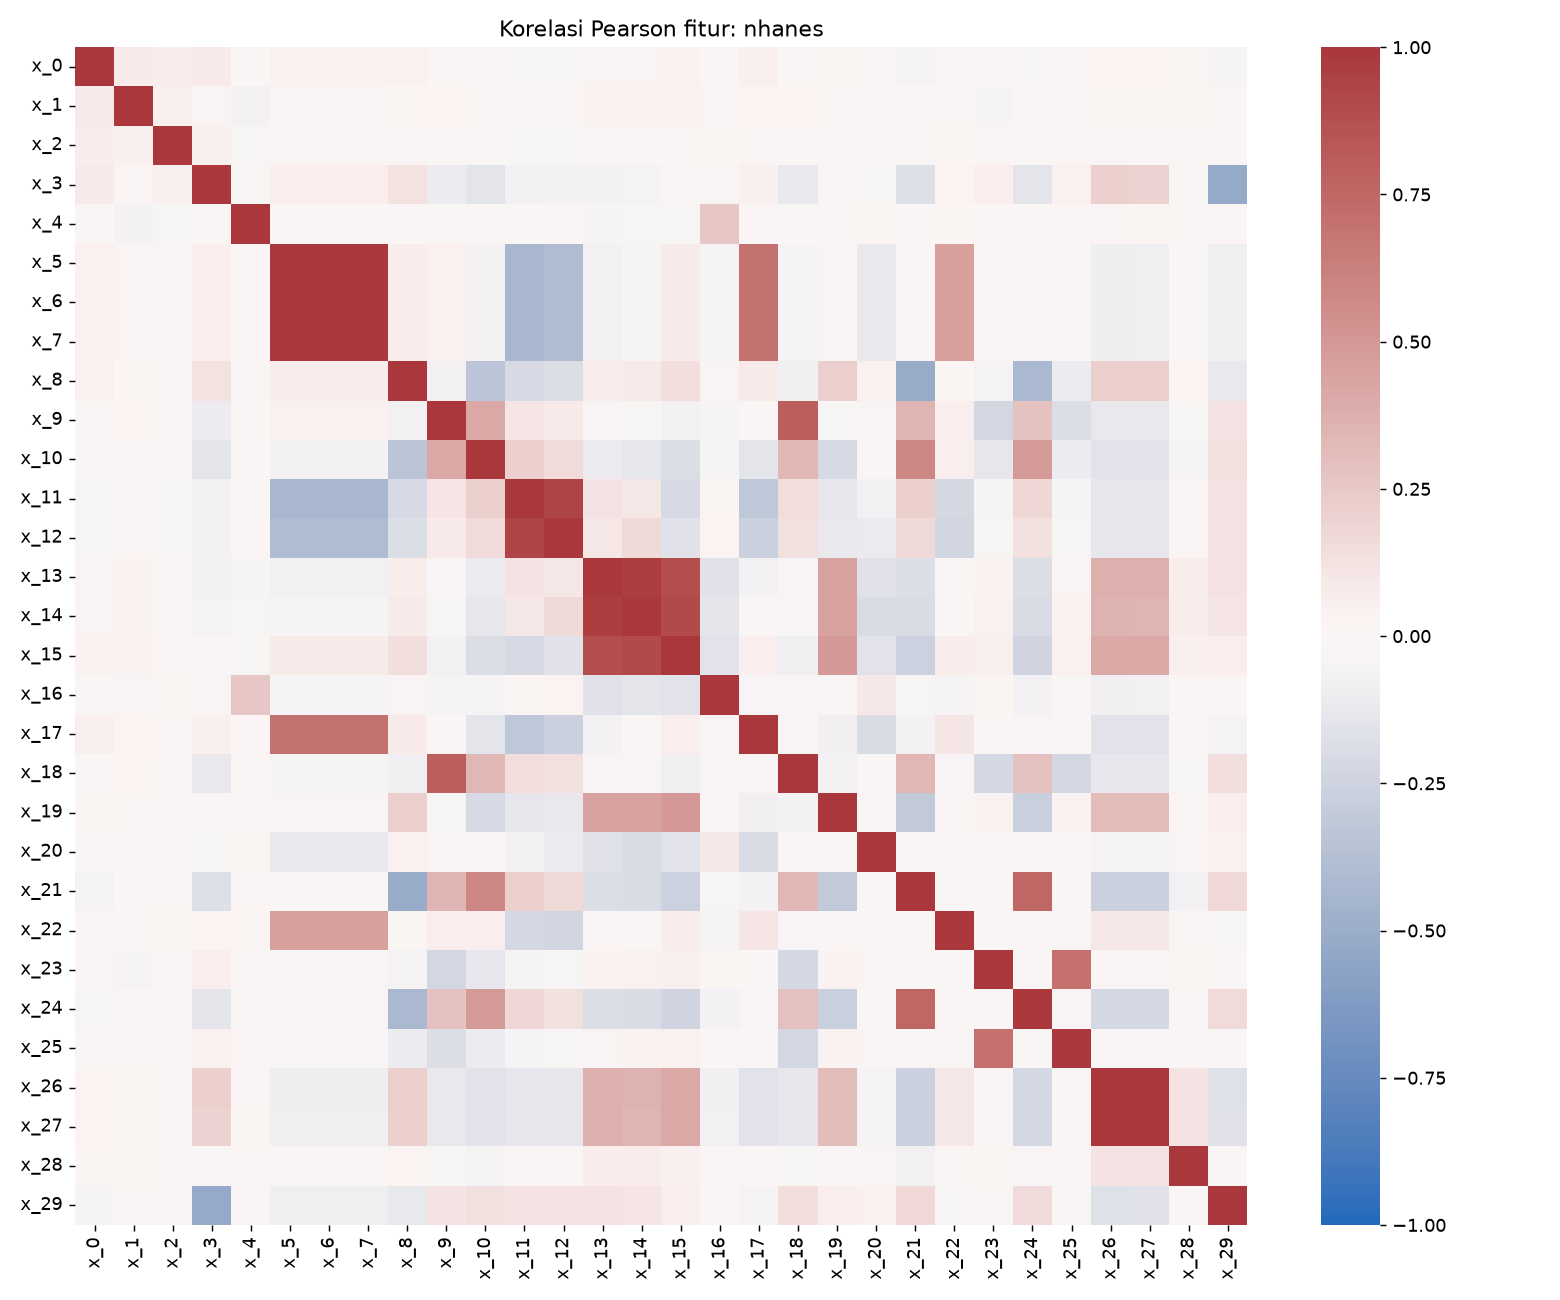 Korelasi Pearson fitur: nhanes
x_0
x_1
x_2
x_3
x_4
x_5
x_6
x_7
x_8
x_9
x_10
x_11
x_12
x_13
x_14
x_15
x_16
x_17
x_18
x_19
x_20
x_21
x_22
x_23
x_24
x_25
x_26
x_27
x_28
x_29
x_0 x_1 x_2 x_3 x_4 x_5 x_6 x_7 x_8 x_9 x_10 x_11 x_12 x_13 x_14 x_15 x_16 x_17 x_18 x_19 x_20 x_21 x_22 x_23 x_24 x_25 x_26 x_27 x_28 x_29
1.00
0.75
0.50
0.25
0.00
−0.25
−0.50
−0.75
−1.00